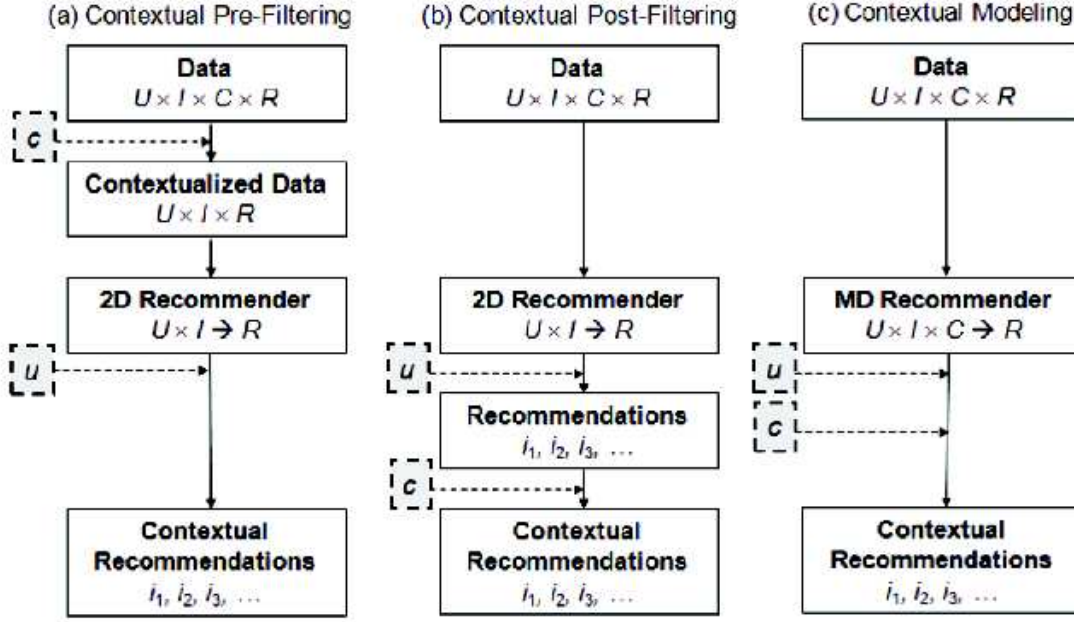 (a) Contextual Pre-Filtering
Data
U × I × C × R
c
Contextualized Data
U × I × R
2D Recommender
U × I → R
u
Contextual
Recommendations
i₁, i₂, i₃, …
(b) Contextual Post-Filtering
Data
U × I × C × R
2D Recommender
U × I → R
u
Recommendations
i₁, i₂, i₃, …
c
Contextual
Recommendations
i₁, i₂, i₃, …
(c) Contextual Modeling
Data
U × I × C × R
MD Recommender
U × I × C → R
u
c
Contextual
Recommendations
i₁, i₂, i₃, …